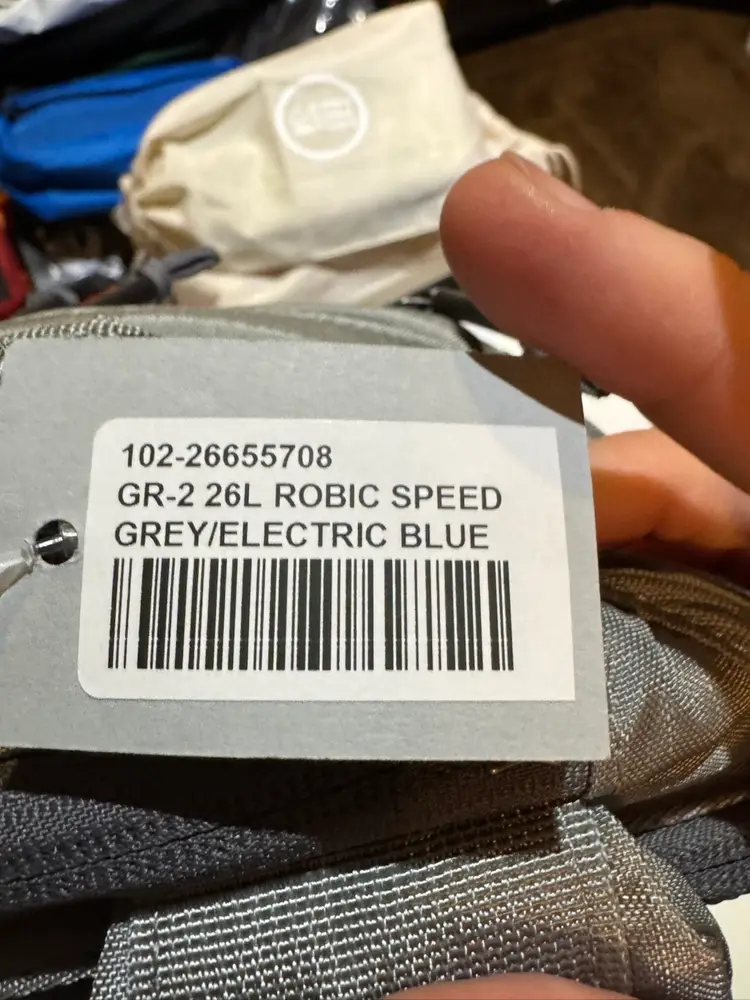 102-26655708
GR-2 26L ROBIC SPEED
GREY/ELECTRIC BLUE